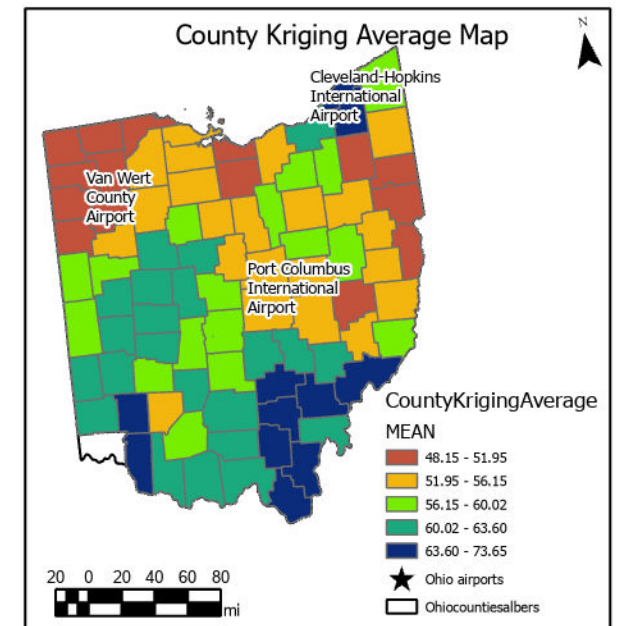 County Kriging Average Map
N
Cleveland-Hopkins
International
Airport
Van Wert
County
Airport
Port Columbus
International
Airport
CountyKrigingAverage
MEAN
48.15 - 51.95
51.95 - 56.15
56.15 - 60.02
60.02 - 63.60
63.60 - 73.65
Ohio airports
Ohiocountiesalbers
20 0 20 40 60 80
mi